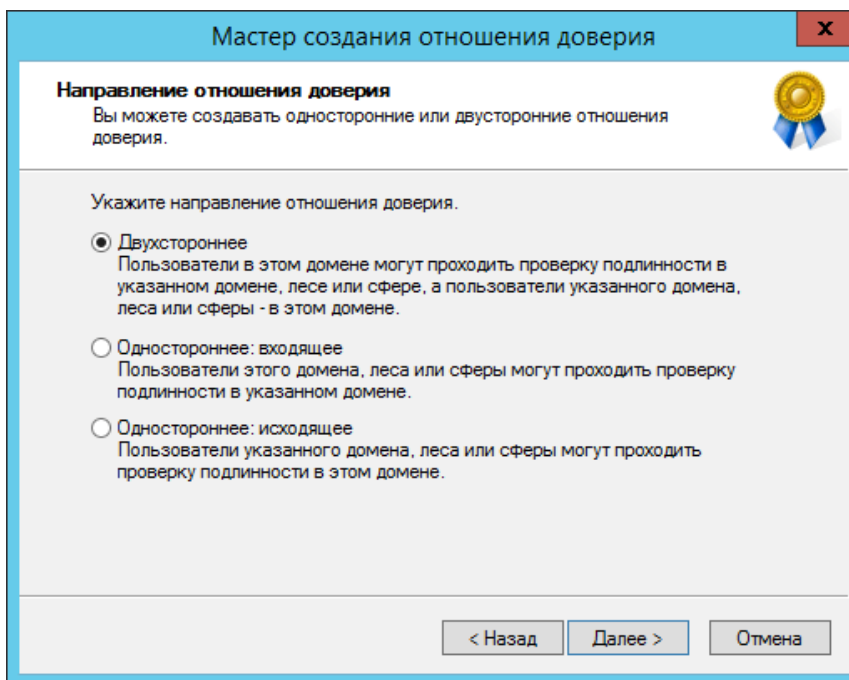 Мастер создания отношения доверия
x
Направление отношения доверия
Вы можете создавать односторонние или двусторонние отношения
доверия.
Укажите направление отношения доверия.
Двухстороннее
Пользователи в этом домене могут проходить проверку подлинности в
указанном домене, лесе или сфере, а пользователи указанного домена,
леса или сферы - в этом домене.
Одностороннее: входящее
Пользователи этого домена, леса или сферы могут проходить проверку
подлинности в указанном домене.
Одностороннее: исходящее
Пользователи указанного домена, леса или сферы могут проходить
проверку подлинности в этом домене.
< Назад
Далее >
Отмена